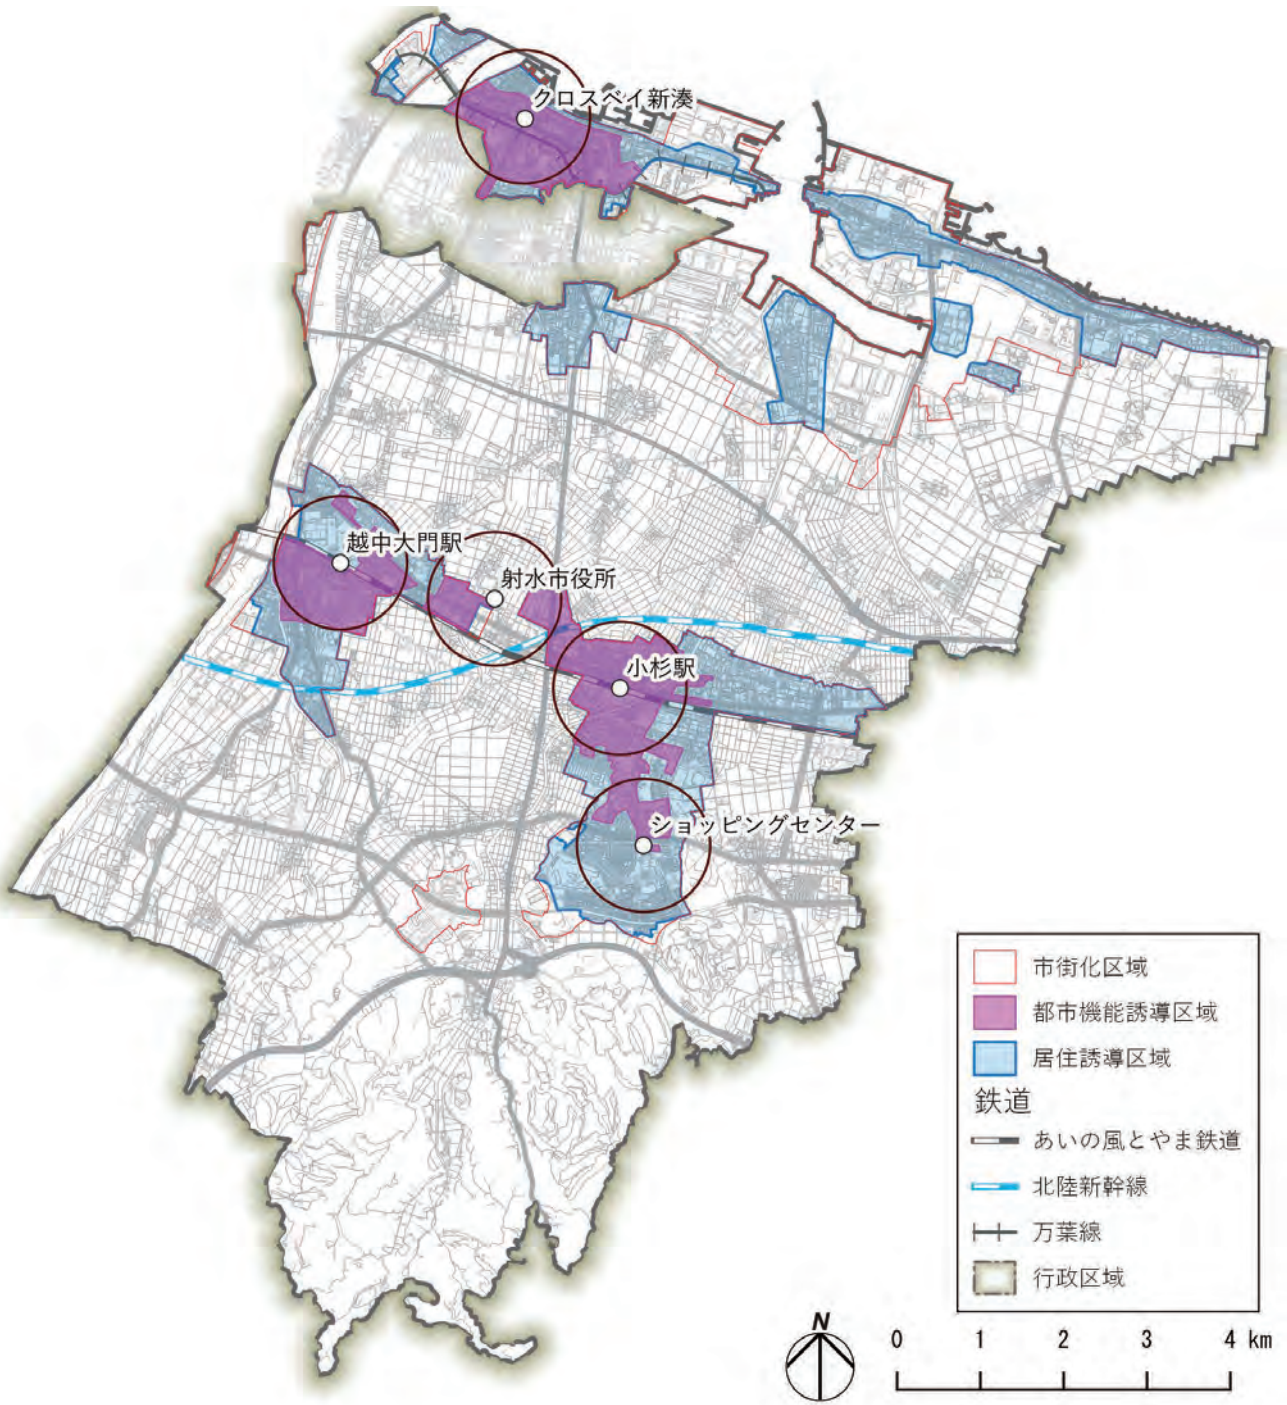 クロスベイ新湊
越中大門駅
射水市役所
小杉駅
ショッピングセンター
市街化区域
都市機能誘導区域
居住誘導区域
鉄道
あいの風とやま鉄道
北陸新幹線
万葉線
行政区域
N
0 1 2 3 4 km